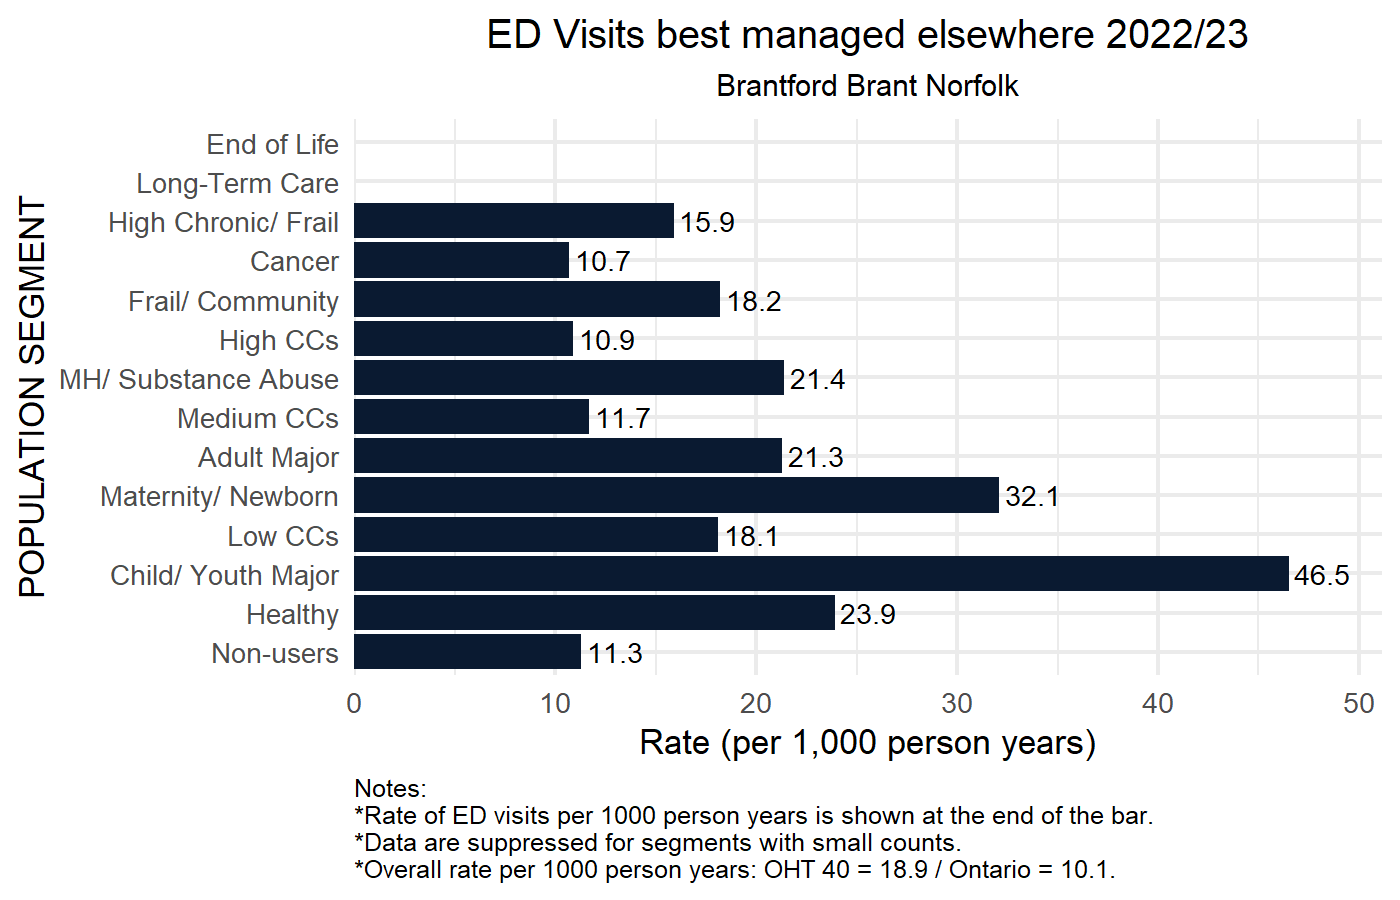 ED Visits best managed elsewhere 2022/23
Brantford Brant Norfolk
POPULATION SEGMENT
End of Life
Long-Term Care
High Chronic/ Frail 15.9
Cancer 10.7
Frail/ Community 18.2
High CCs 10.9
MH/ Substance Abuse 21.4
Medium CCs 11.7
Adult Major 21.3
Maternity/ Newborn 32.1
Low CCs 18.1
Child/ Youth Major 46.5
Healthy 23.9
Non-users 11.3
0 10 20 30 40 50
Rate (per 1,000 person years)
Notes:
*Rate of ED visits per 1000 person years is shown at the end of the bar.
*Data are suppressed for segments with small counts.
*Overall rate per 1000 person years: OHT 40 = 18.9 / Ontario = 10.1.